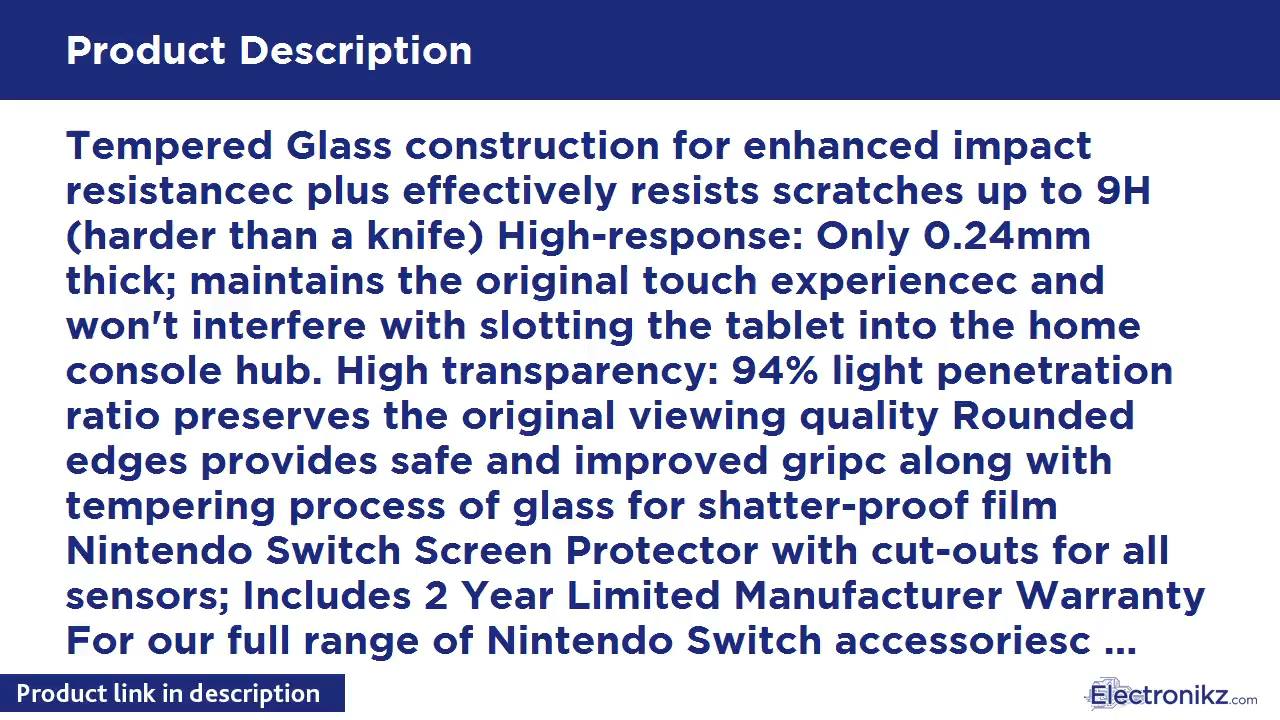 Product Description
Tempered Glass construction for enhanced impact
resistancec plus effectively resists scratches up to 9H
(harder than a knife) High-response: Only 0.24mm
thick; maintains the original touch experiencec and
won't interfere with slotting the tablet into the home
console hub. High transparency: 94% light penetration
ratio preserves the original viewing quality Rounded
edges provides safe and improved gripc along with
tempering process of glass for shatter-proof film
Nintendo Switch Screen Protector with cut-outs for all
sensors; Includes 2 Year Limited Manufacturer Warranty
For our full range of Nintendo Switch accessoriesc ...
Product link in description
Electronikz.com